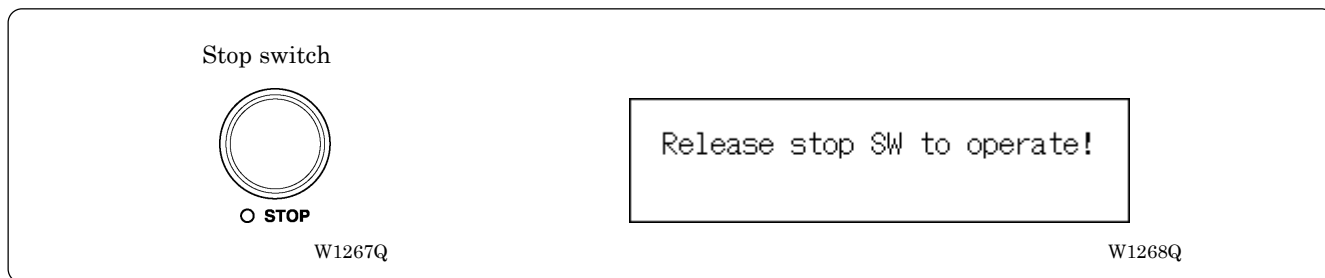 Stop switch
Release stop SW to operate!
STOP
W1267Q
W1268Q